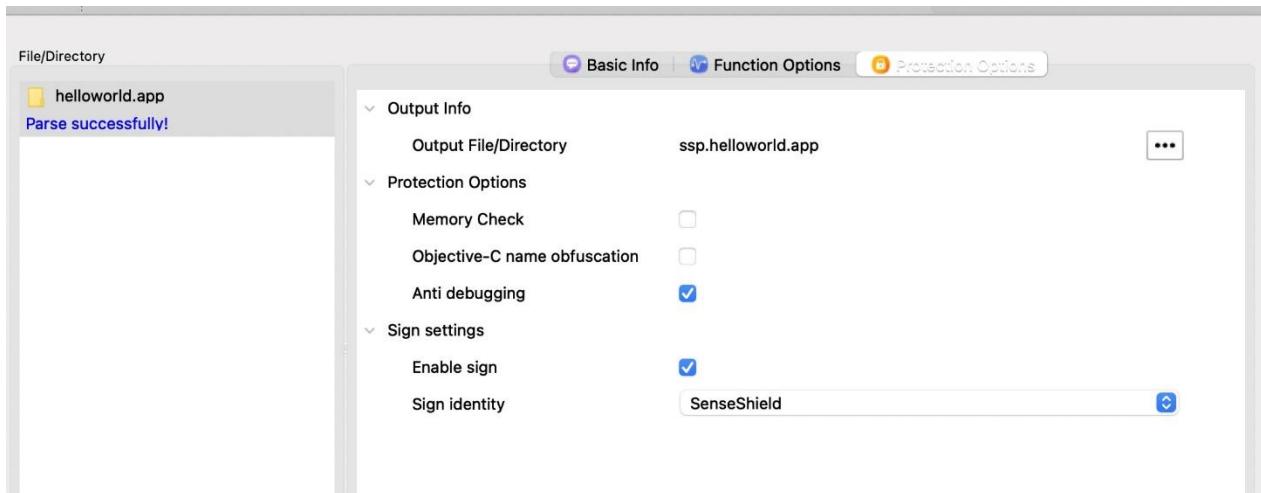 File/Directory
Basic Info Function Options Protection Options
helloworld.app
Parse successfully!
Output Info
Output File/Directory ssp.helloworld.app
Protection Options
Memory Check
Objective-C name obfuscation
Anti debugging
Sign settings
Enable sign
Sign identity SenseShield